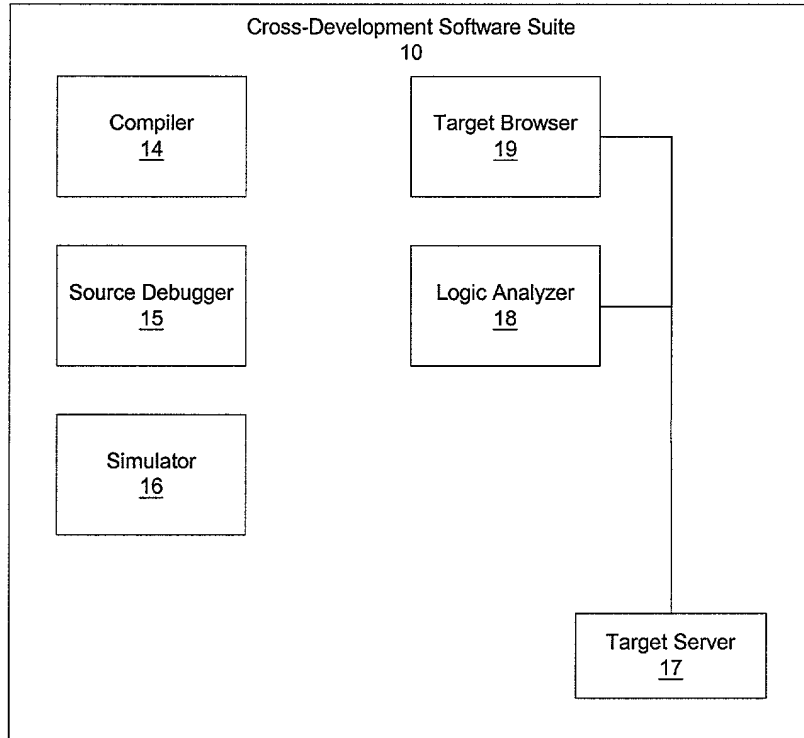 Cross-Development Software Suite
10
Compiler
14
Target Browser
19
Source Debugger
15
Logic Analyzer
18
Simulator
16
Target Server
17